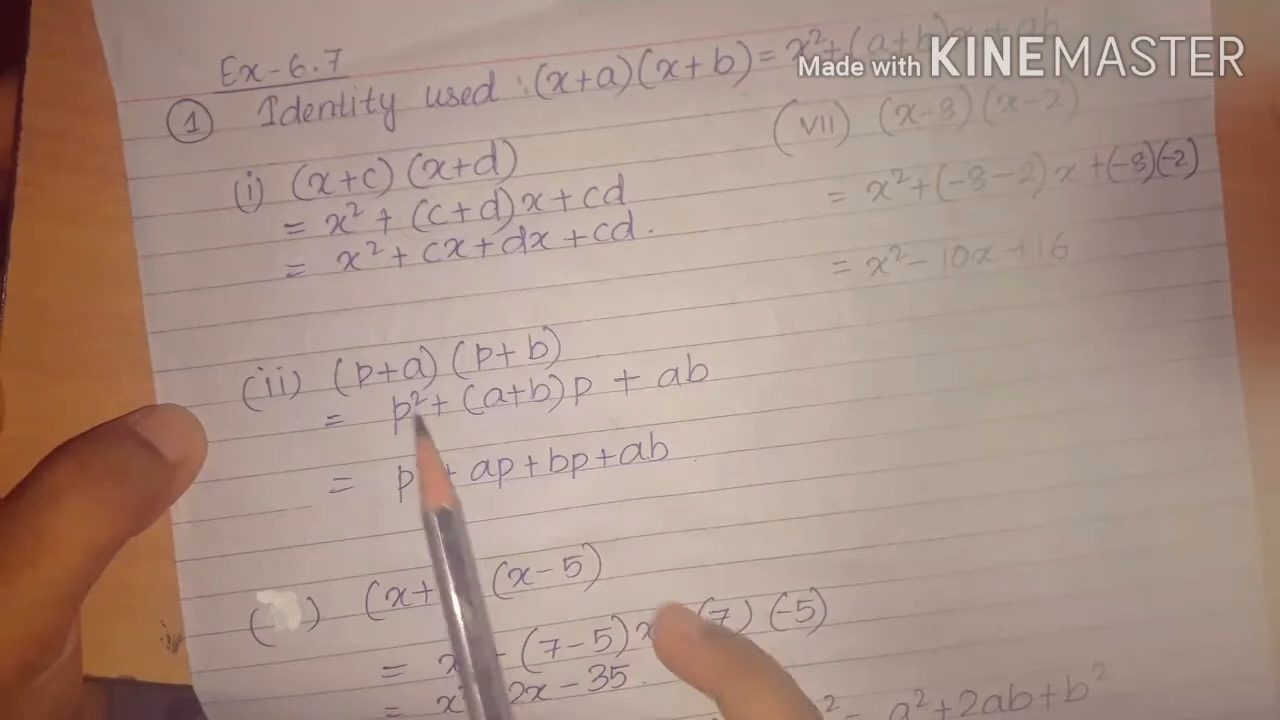 Ex-6.7
① Identity used : (x+a)(x+b) = x²+(a+b)x+ab
Made with KINEMASTER
(i) (x+c) (x+d)
= x² + (c+d)x + cd
= x² + cx + dx + cd.
(ii) (p+a) (p+b)
= p² + (a+b)p + ab
= p + ap + bp + ab
( ) (x+ (x-5)
= x (7-5)x (7) (-5)
= x 2x - 35.
(vii) (x-8)(x-2)
= x²+(-8-2)x+(-8)(-2)
= x²-10x+16
² = a²+2ab+b²